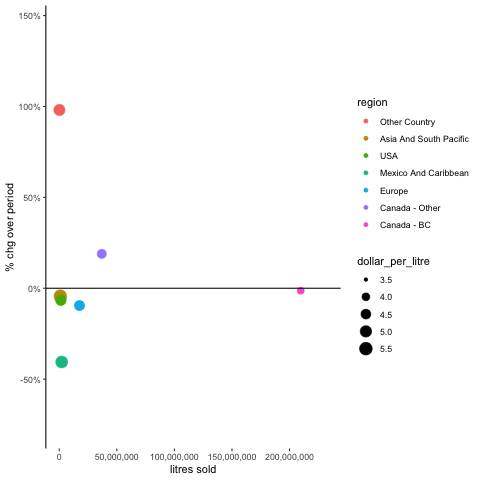 150%
100%
50%
0%
-50%
% chg over period
0
50,000,000
100,000,000
150,000,000
200,000,000
litres sold
region
Other Country
Asia And South Pacific
USA
Mexico And Caribbean
Europe
Canada - Other
Canada - BC
dollar_per_litre
3.5
4.0
4.5
5.0
5.5